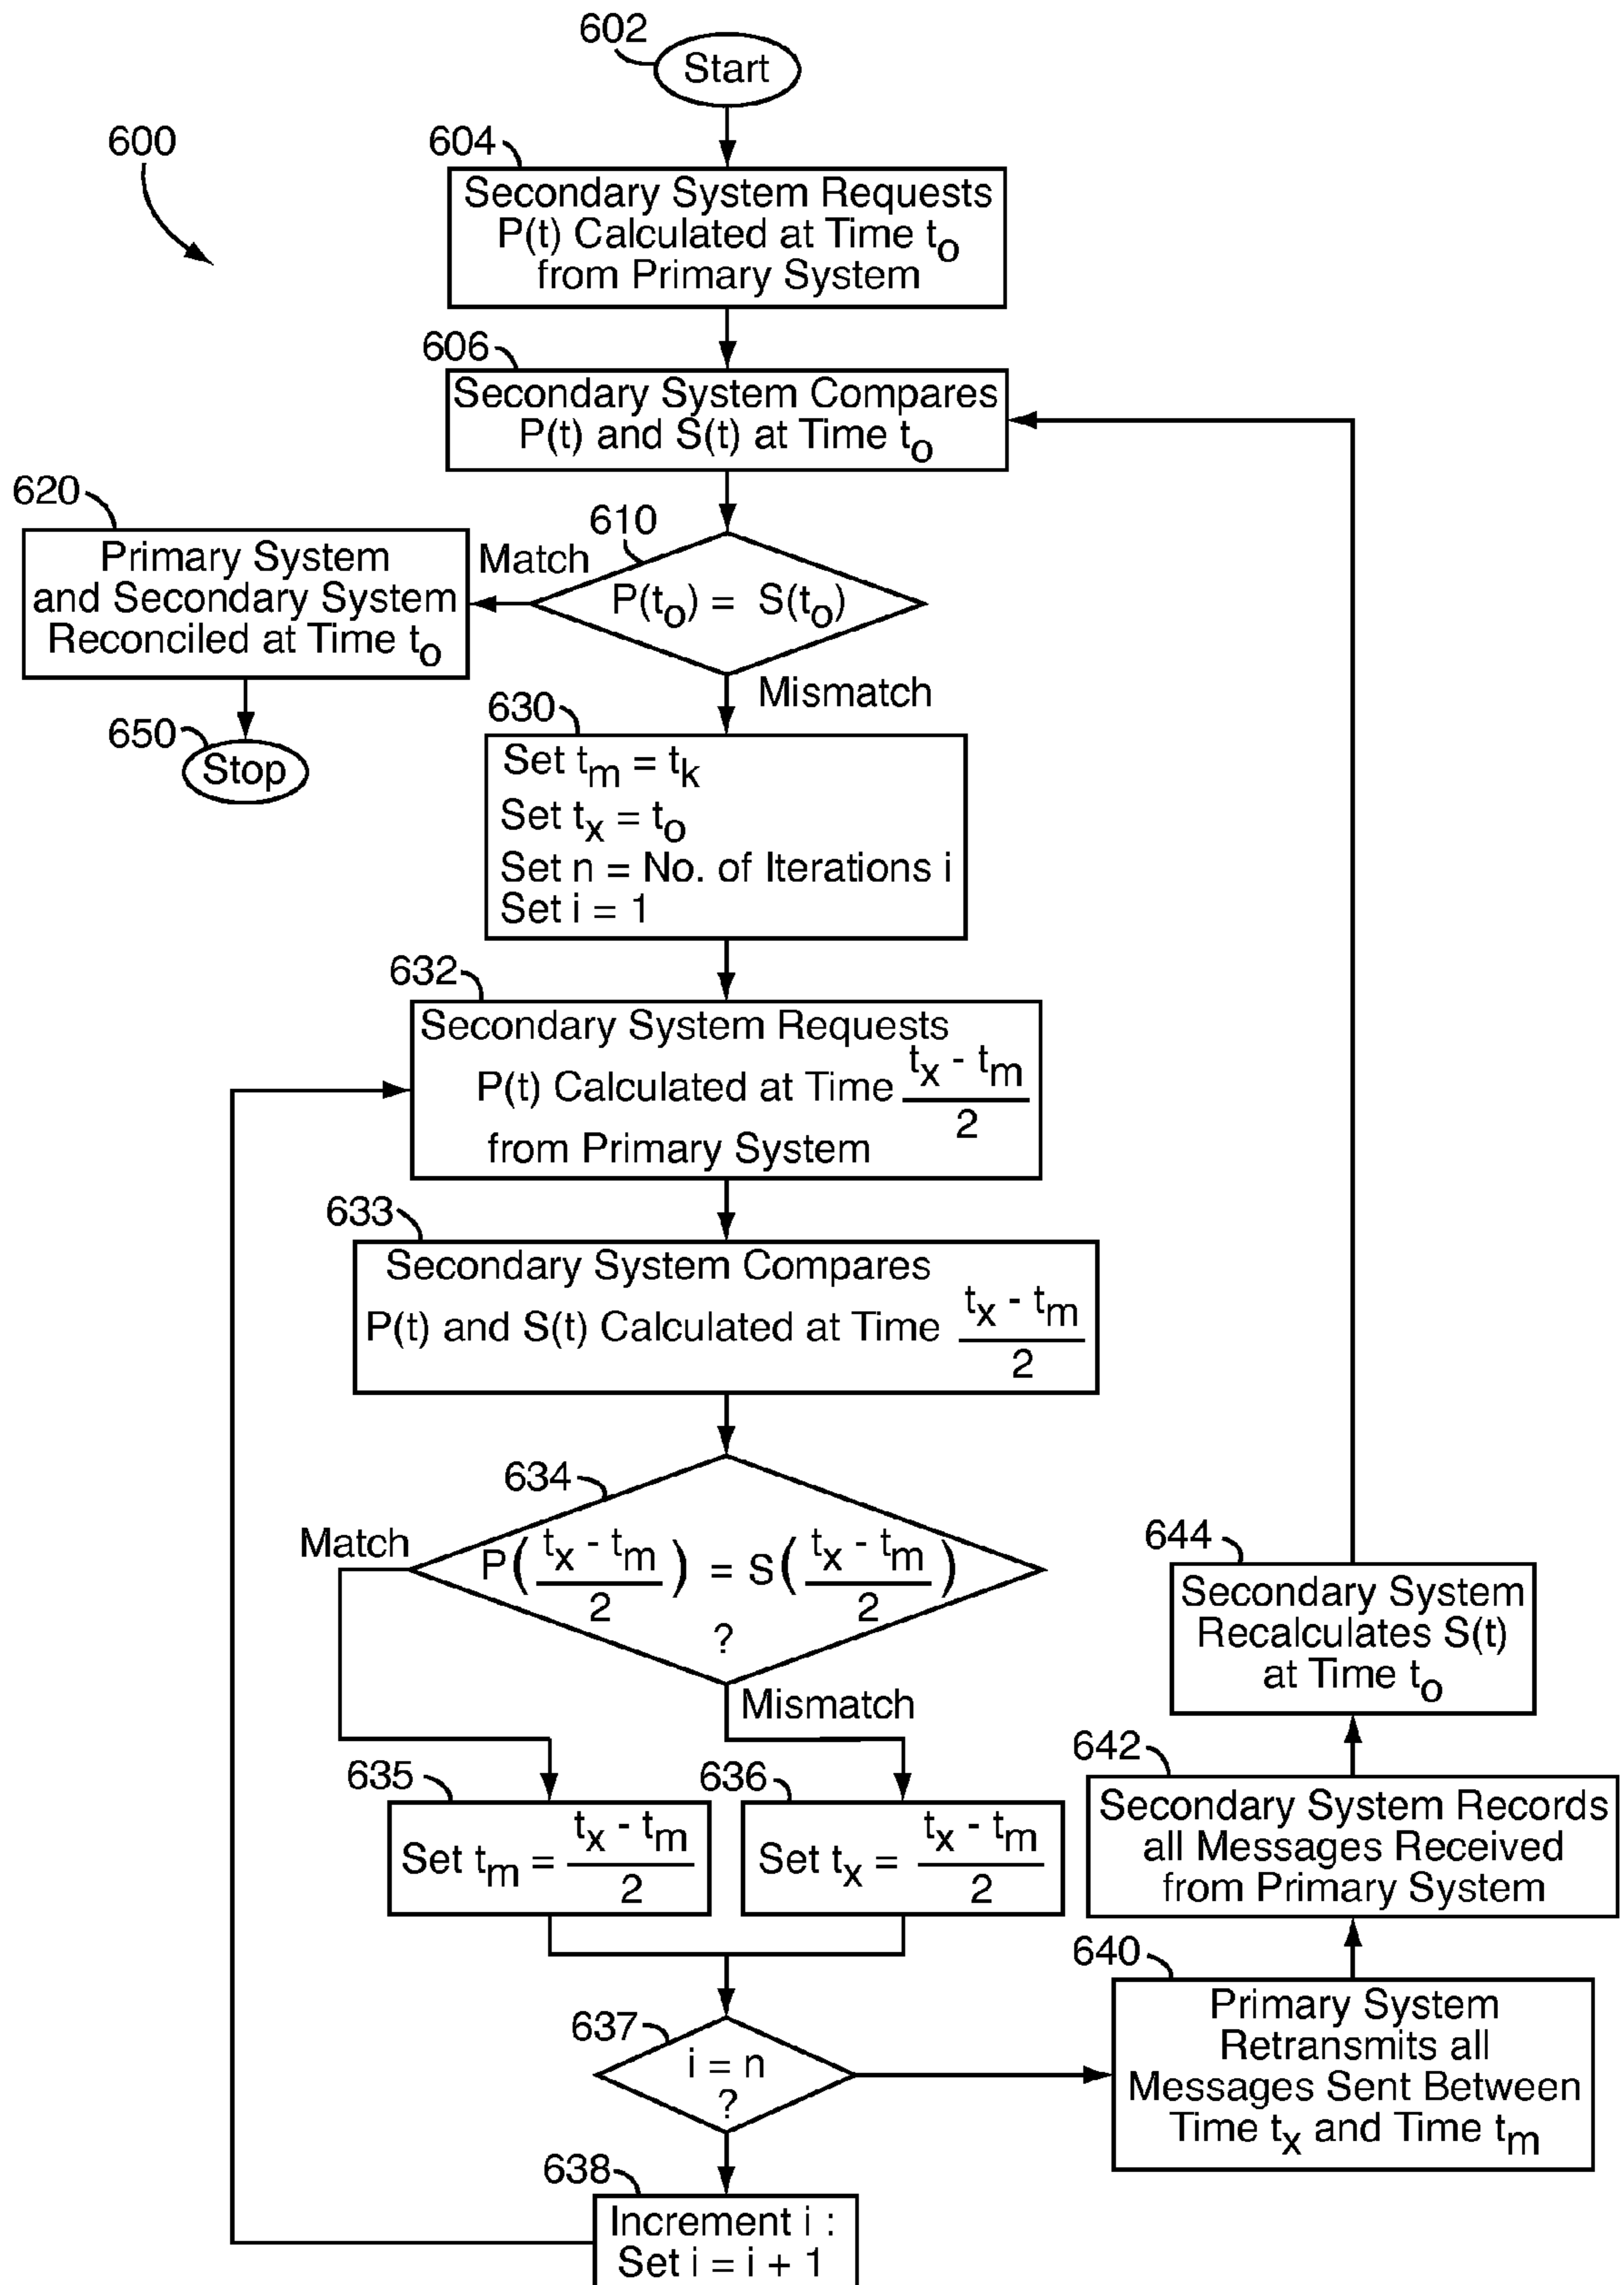 602
Start
600
604
Secondary System Requests
P(t) Calculated at Time to
from Primary System
606
Secondary System Compares
P(t) and S(t) at Time to
620
Primary System
and Secondary System
Reconciled at Time to
Match
610
P(to) = S(to)
Mismatch
650
Stop
630
Set tm = tk
Set tx = to
Set n = No. of Iterations i
Set i = 1
632
Secondary System Requests
P(t) Calculated at Time tx - tm
2
from Primary System
633
Secondary System Compares
P(t) and S(t) Calculated at Time tx - tm
2
634
Match
P(tx - tm / 2) = S(tx - tm / 2)
?
Mismatch
635
Set tm = tx - tm
2
636
Set tx = tx - tm
2
637
i = n
?
638
Increment i :
Set i = i + 1
640
Primary System
Retransmits all
Messages Sent Between
Time tx and Time tm
642
Secondary System Records
all Messages Received
from Primary System
644
Secondary System
Recalculates S(t)
at Time to